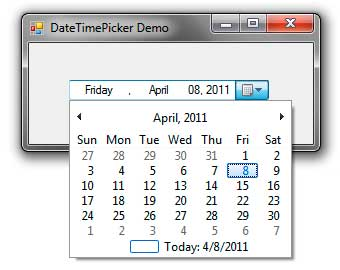 DateTimePicker Demo
Friday , April 08, 2011
April, 2011
Sun Mon Tue Wed Thu Fri Sat
27 28 29 30 31 1 2
3 4 5 6 7 8 9
10 11 12 13 14 15 16
17 18 19 20 21 22 23
24 25 26 27 28 29 30
1 2 3 4 5 6 7
Today: 4/8/2011